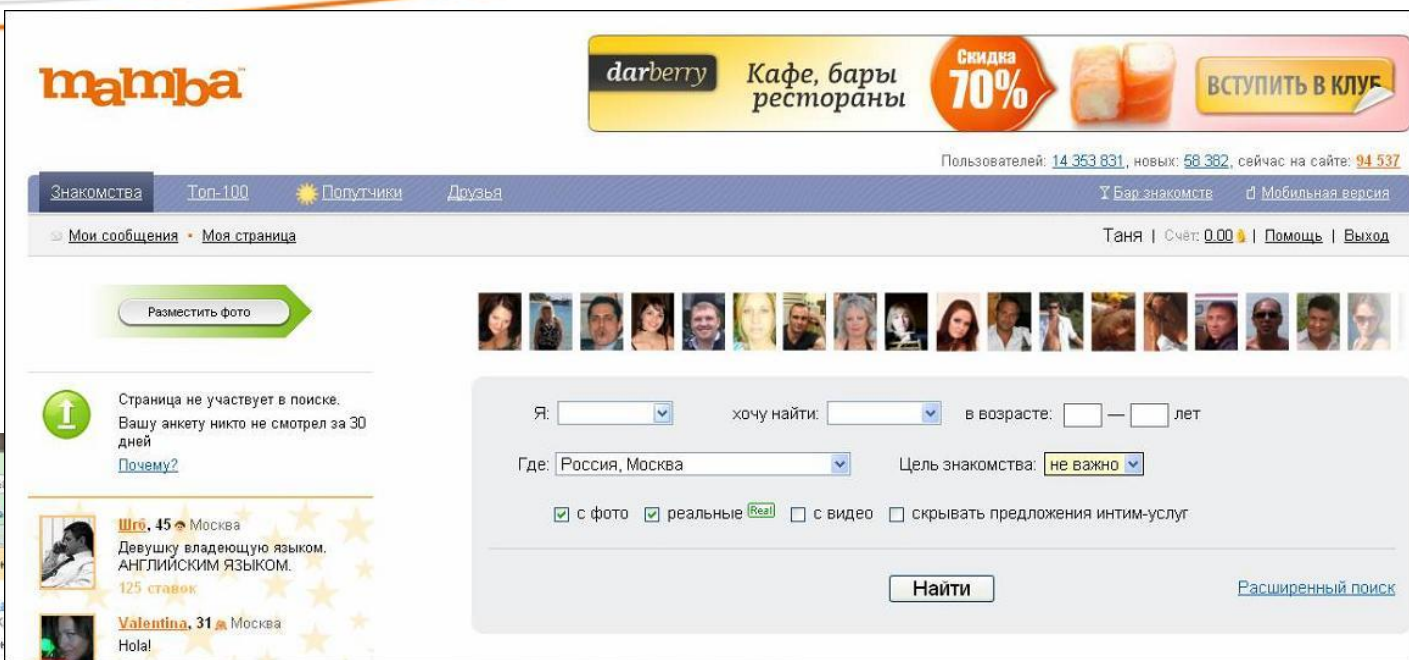 mamba
darberry
Кафе, бары
рестораны
Скидка
70%
ВСТУПИТЬ В КЛУБ
Пользователей: 14 353 831, новых: 58 382, сейчас на сайте: 94 537
Знакомства Топ-100 Попутчики Друзья Бар знакомств Мобильная версия
Мои сообщения • Моя страница Таня | Счёт: 0.00 | Помощь | Выход
Разместить фото
Страница не участвует в поиске.
Вашу анкету никто не смотрел за 30
дней
Почему?
Я: хочу найти: в возрасте: — лет
Где: Россия, Москва Цель знакомства: не важно
с фото реальные Real с видео скрывать предложения интим-услуг
Найти Расширенный поиск
Шгб, 45 Москва
Девушку владеющую языком.
АНГЛИЙСКИМ ЯЗЫКОМ.
125 ставок
Valentina, 31 Москва
Hola!